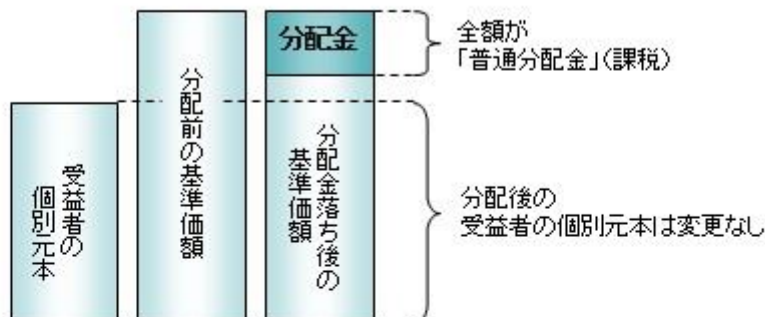 受益者の
個別元本
分配前の基準価額
分配金
分配金落ち後の
基準価額
全額が
「普通分配金」(課税)
分配後の
受益者の個別元本は変更なし